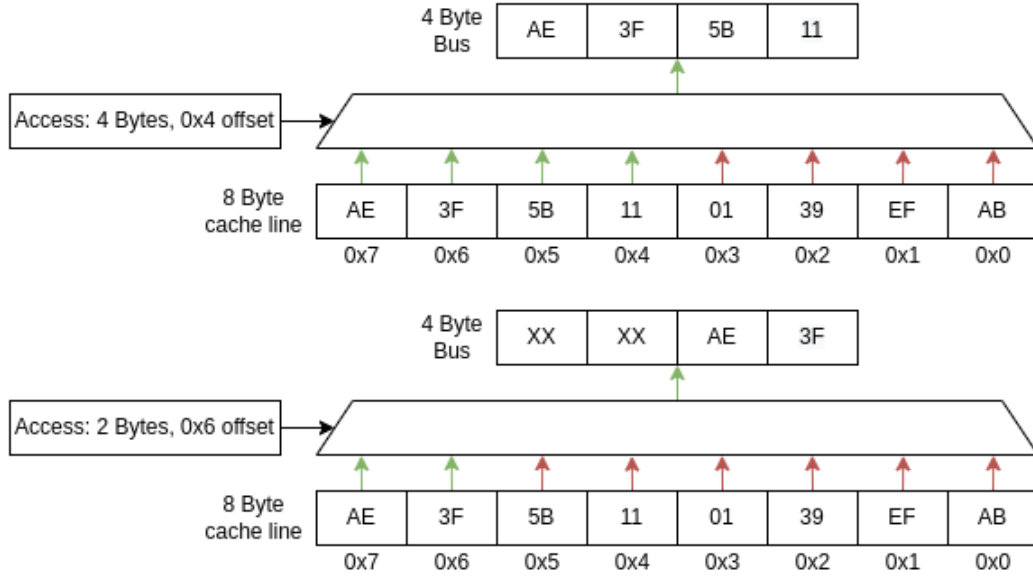 4 Byte
Bus
AE 3F 5B 11
Access: 4 Bytes, 0x4 offset
8 Byte
cache line
AE 3F 5B 11 01 39 EF AB
0x7 0x6 0x5 0x4 0x3 0x2 0x1 0x0
4 Byte
Bus
XX XX AE 3F
Access: 2 Bytes, 0x6 offset
8 Byte
cache line
AE 3F 5B 11 01 39 EF AB
0x7 0x6 0x5 0x4 0x3 0x2 0x1 0x0